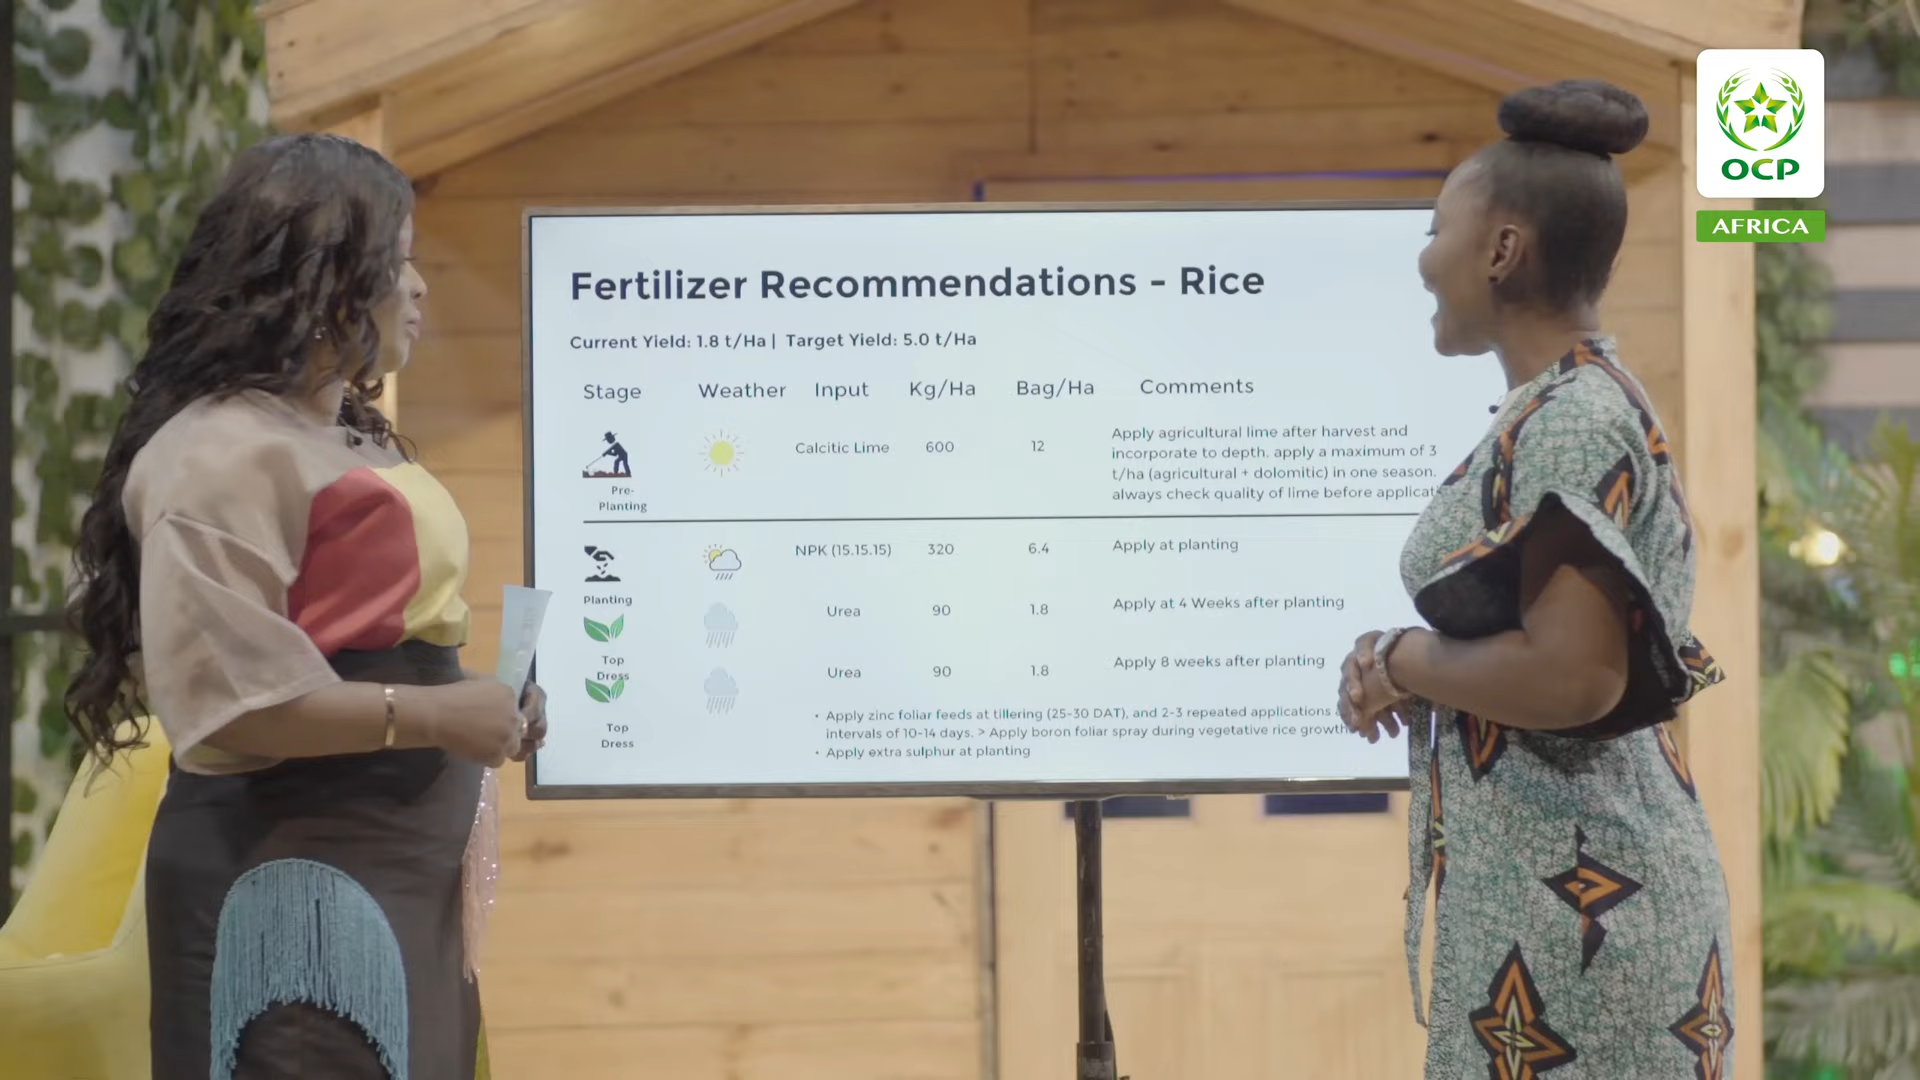 OCP
AFRICA
Fertilizer Recommendations - Rice
Current Yield: 1.8 t/Ha | Target Yield: 5.0 t/Ha
Stage Weather Input Kg/Ha Bag/Ha Comments
Pre-
Planting
Calcitic Lime 600 12
Apply agricultural lime after harvest and
incorporate to depth. apply a maximum of 3
t/ha (agricultural + dolomitic) in one season.
always check quality of lime before
Planting
NPK (15.15.15) 320 6.4 Apply at planting
Top
Dress
Urea 90 1.8 Apply at 4 Weeks after planting
Top
Dress
Urea 90 1.8 Apply 8 weeks after planting
• Apply zinc foliar feeds at tillering (25-30 DAT), and 2-3 repeated applications
intervals of 10-14 days. > Apply boron foliar spray during vegetative rice growth
• Apply extra sulphur at planting